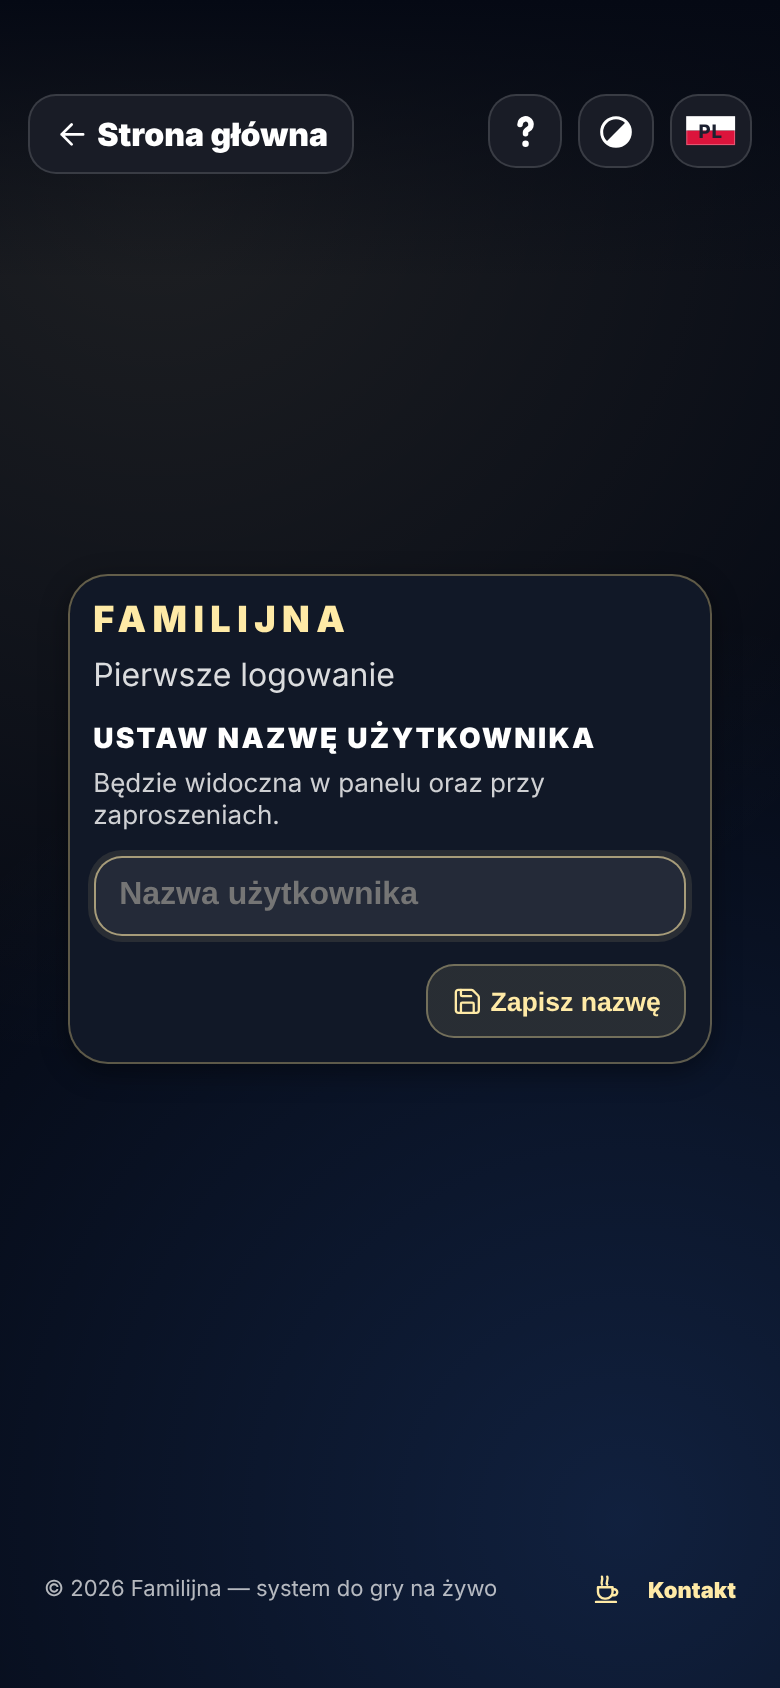 Strona główna
?
PL
FAMILIJNA
Pierwsze logowanie
USTAW NAZWĘ UŻYTKOWNIKA
Będzie widoczna w panelu oraz przy
zaproszeniach.
Nazwa użytkownika
Zapisz nazwę
© 2026 Familijna — system do gry na żywo
Kontakt